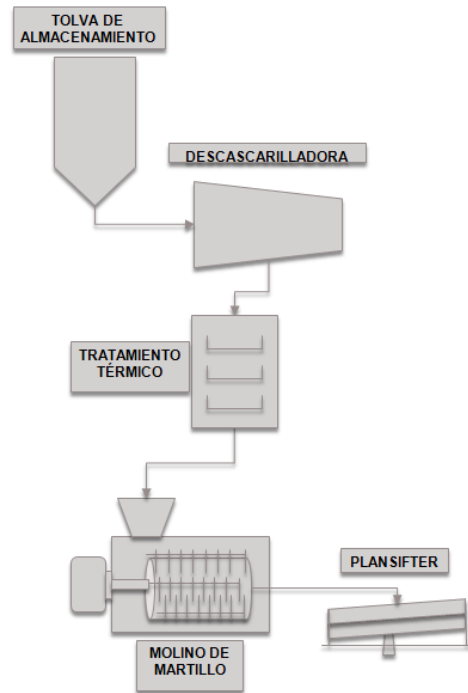 TOLVA DE
ALMACENAMIENTO
DESCASCARILLADORA
TRATAMIENTO
TÉRMICO
PLANSIFTER
MOLINO DE
MARTILLO